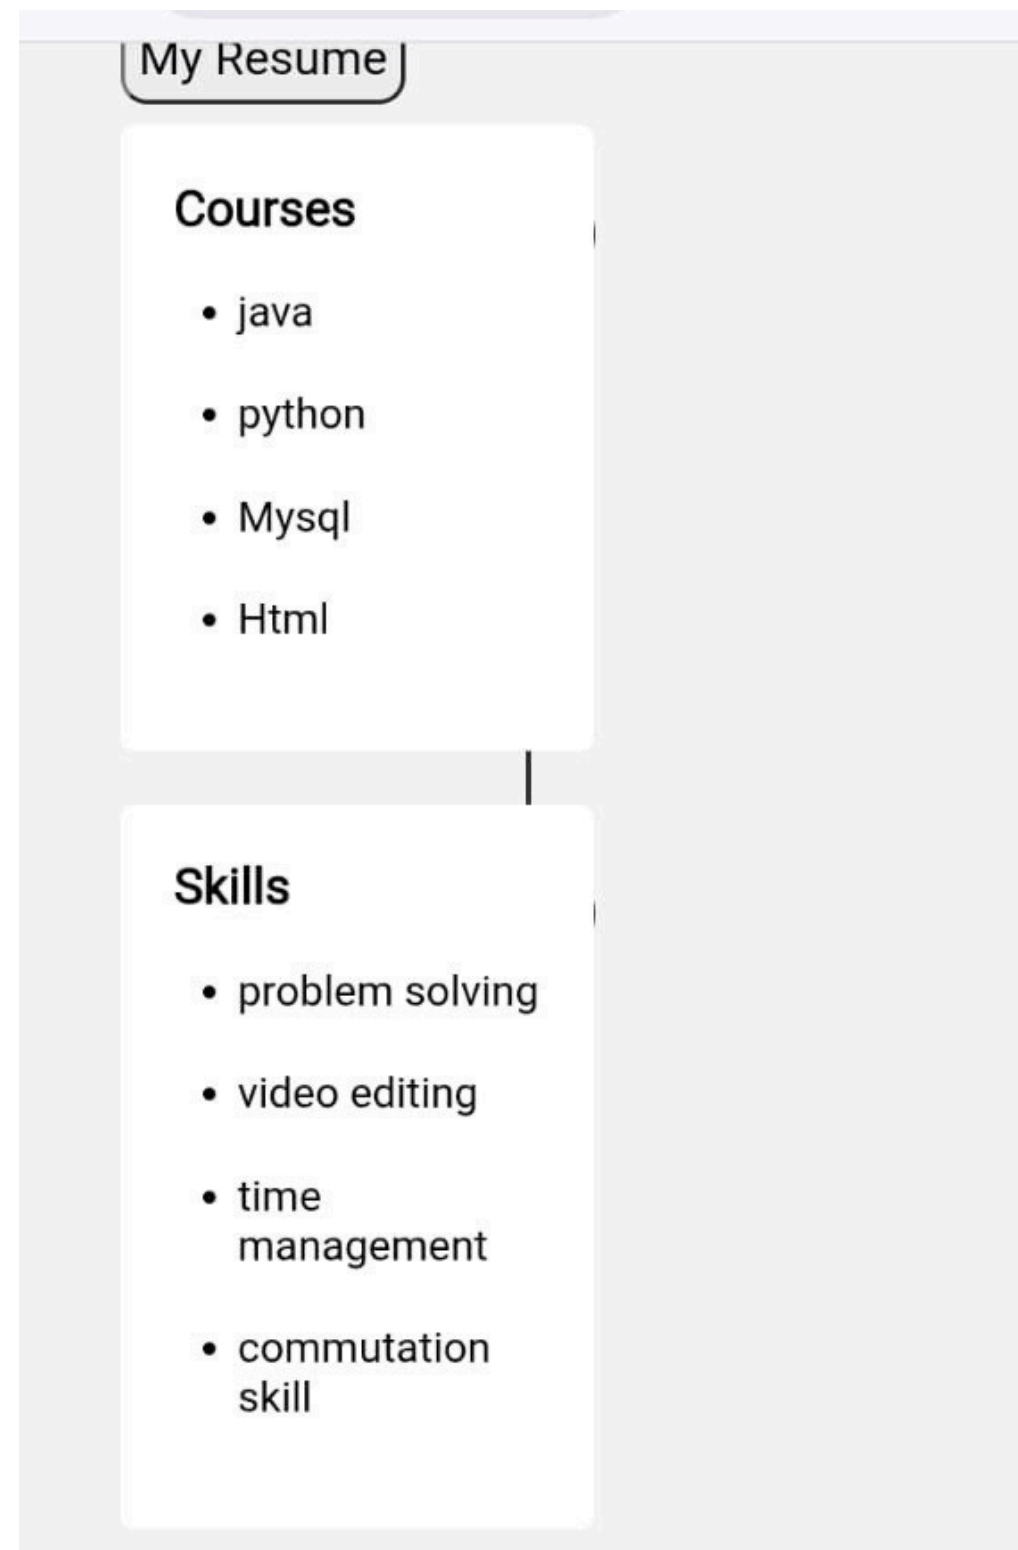 My Resume
Courses
java
python
Mysql
Html
Skills
problem solving
video editing
time
management
commutation
skill